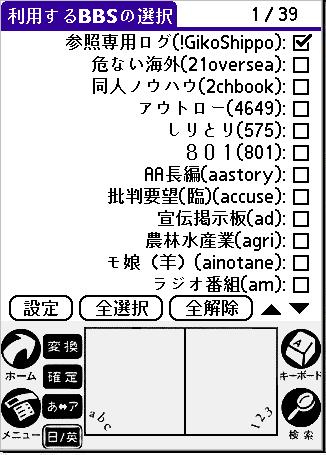 利用するBBSの選択 1 / 39
参照専用ログ(!GikoShippo):
危ない海外(21oversea):
同人ノウハウ(2chbook):
アウトロー(4649):
しりとり(575):
８０１(801):
AA長編(aastory):
批判要望(臨)(accuse):
宣伝掲示板(ad):
農林水産業(agri):
モ娘（羊）(ainotane):
ラジオ番組(am):
設定 全選択 全解除
変換
ホーム 確定 キーボード
あ↔ア
メニュー 日/英 abc 123 検索